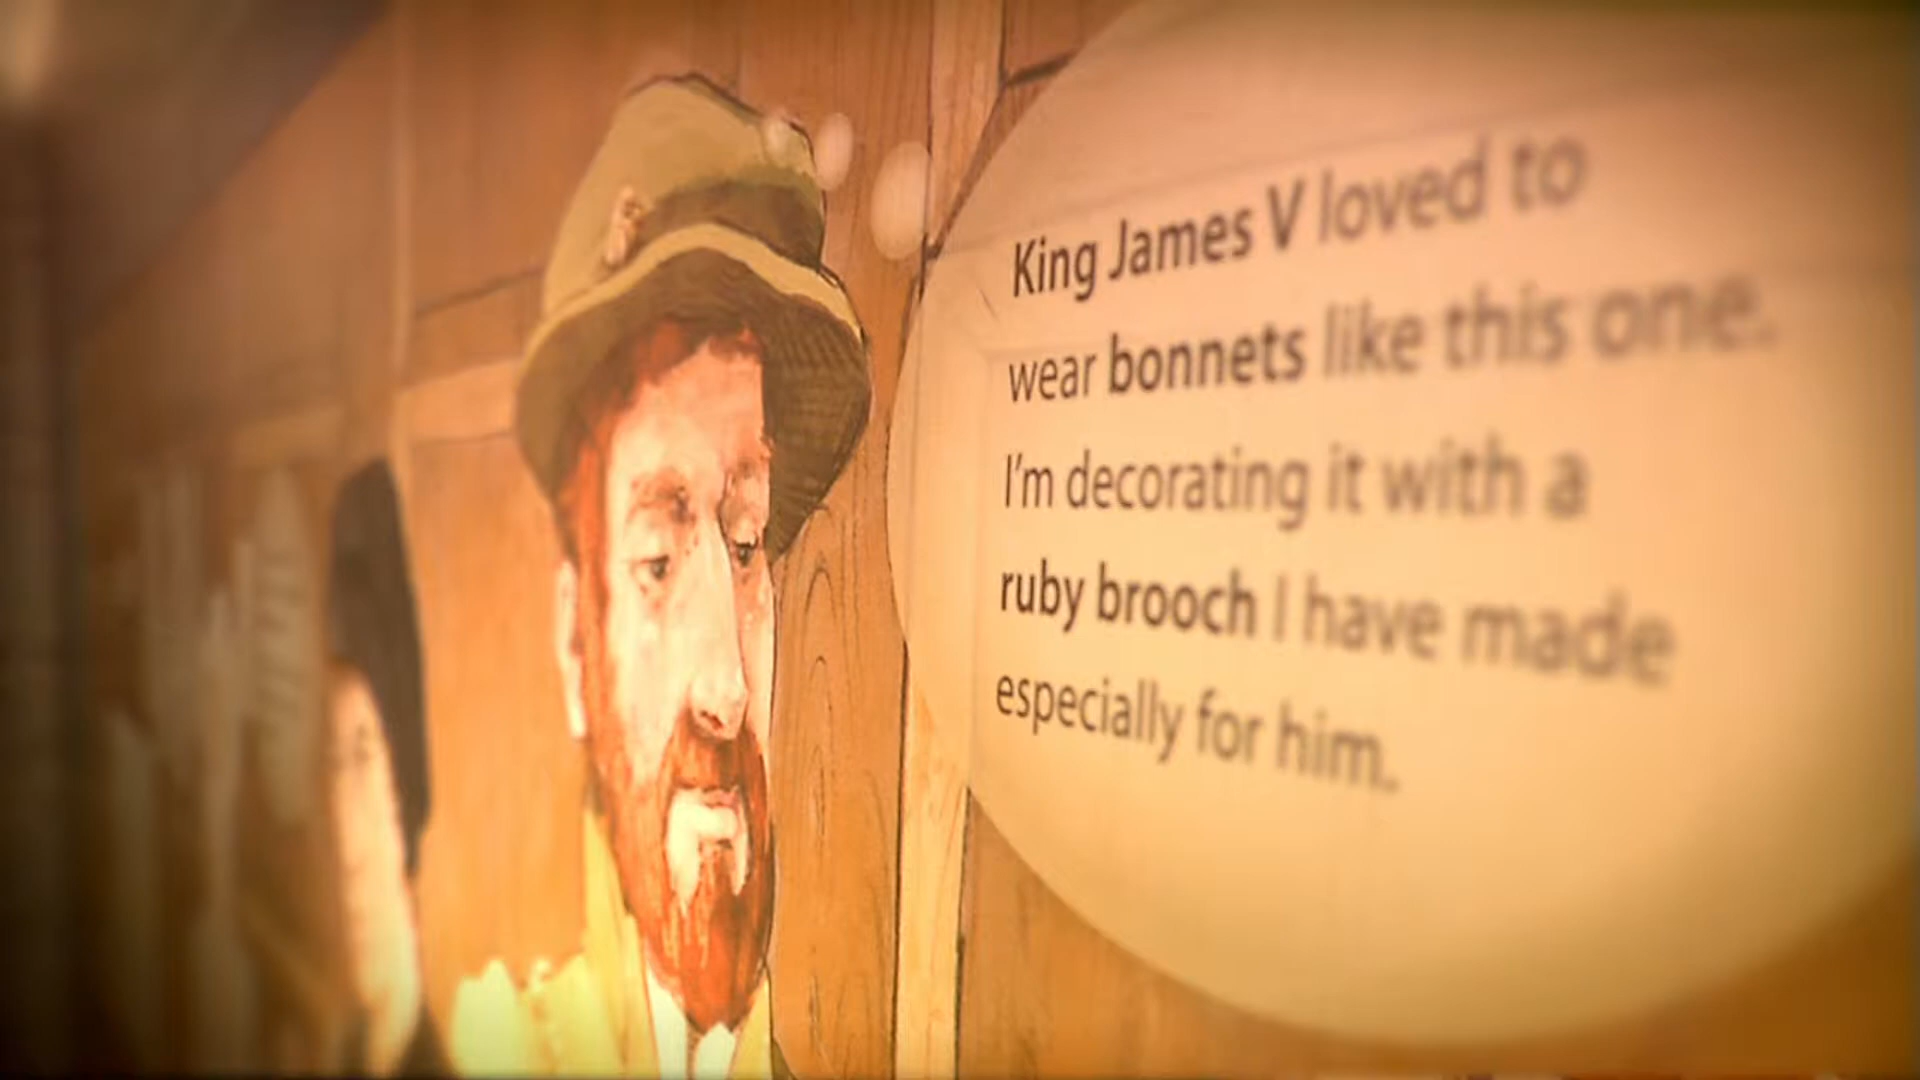 King James V loved to
wear bonnets like this one.
I'm decorating it with a
ruby brooch I have made
especially for him.